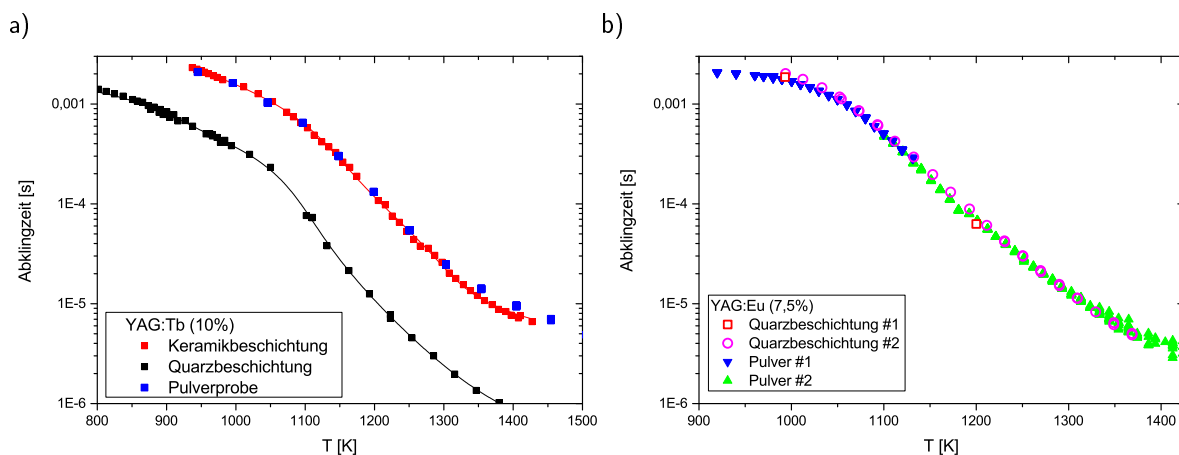 a)
b)
Abklingzeit [s]
0,001
1E-4
1E-5
1E-6
YAG:Tb (10%)
Keramikbeschichtung
Quarzbeschichtung
Pulverprobe
800 900 1000 1100 1200 1300 1400 1500
T [K]
Abklingzeit [s]
0,001
1E-4
1E-5
1E-6
YAG:Eu (7,5%)
Quarzbeschichtung #1
Quarzbeschichtung #2
Pulver #1
Pulver #2
900 1000 1100 1200 1300 1400
T [K]